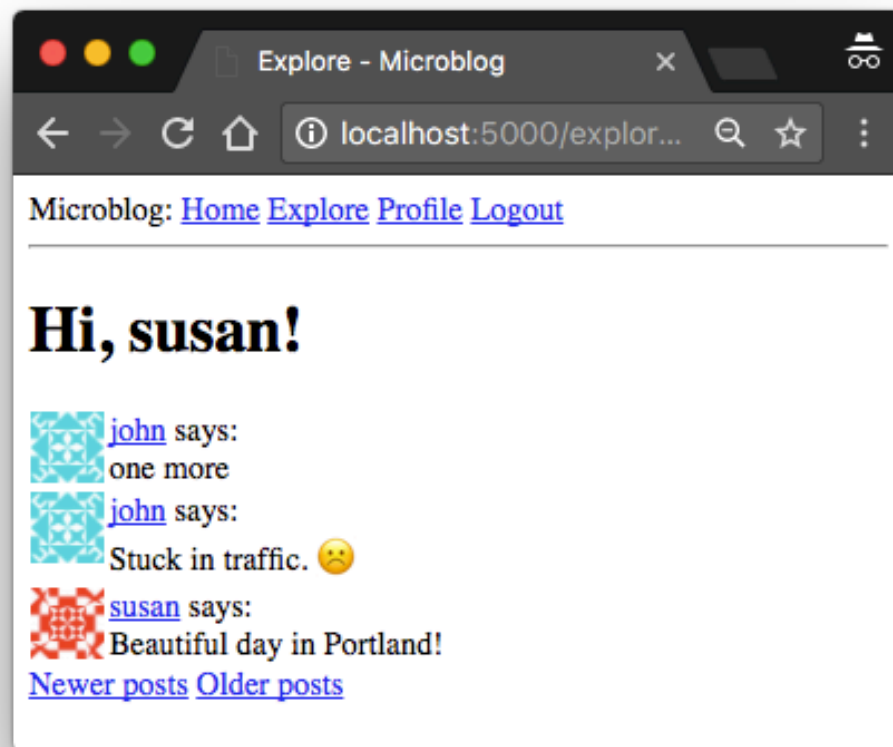 Explore - Microblog
localhost:5000/explor...
Microblog: Home Explore Profile Logout
Hi, susan!
john says:
one more
john says:
Stuck in traffic. ☹️
susan says:
Beautiful day in Portland!
Newer posts Older posts